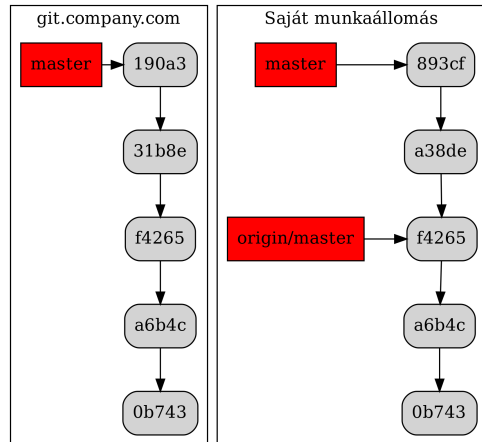 git.company.com
master
190a3
31b8e
f4265
a6b4c
0b743
Saját munkaállomás
master
893cf
a38de
origin/master
f4265
a6b4c
0b743